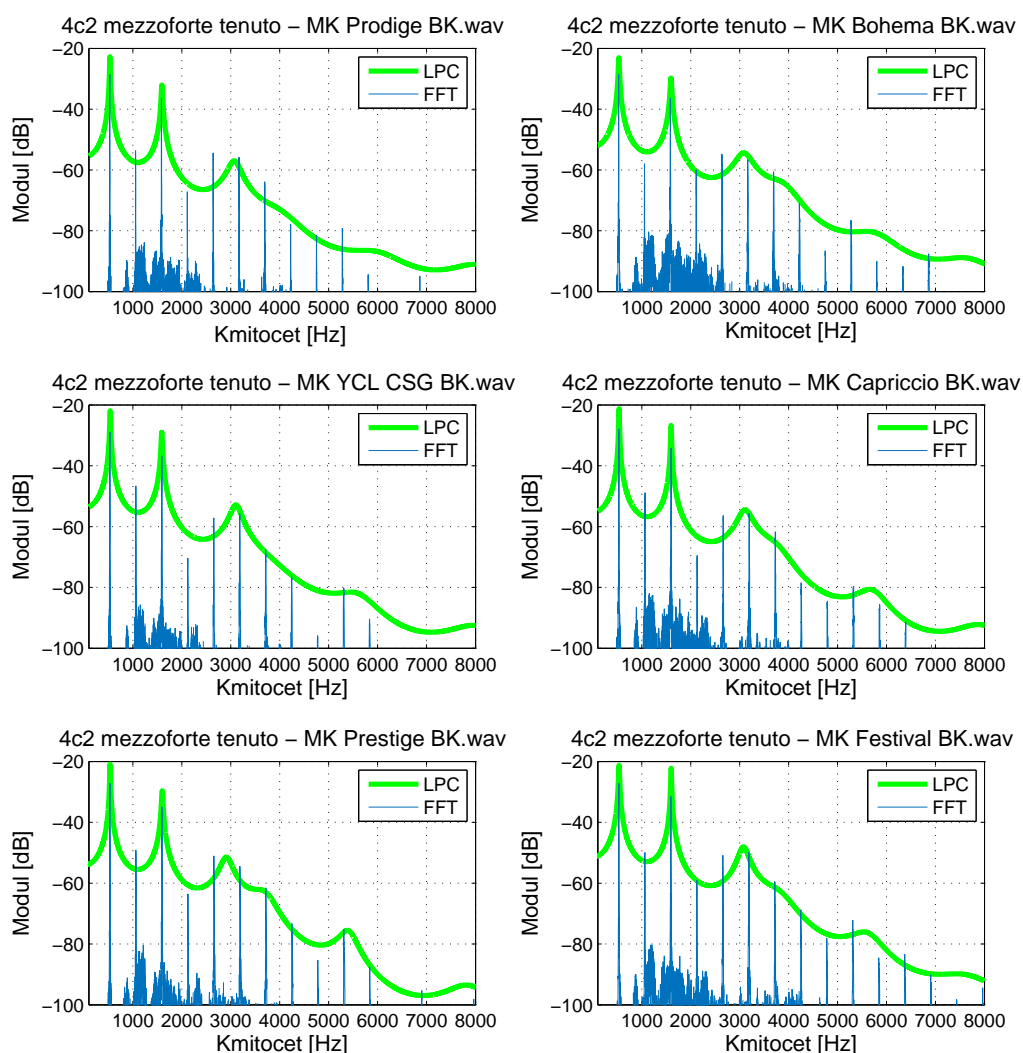 4c2 mezzoforte tenuto − MK Prodige BK.wav
−20
−40
−60
−80
−100
Modul [dB]
LPC
FFT
1000 2000 3000 4000 5000 6000 7000 8000
Kmitocet [Hz]
4c2 mezzoforte tenuto − MK Bohema BK.wav
−20
−40
−60
−80
−100
Modul [dB]
LPC
FFT
1000 2000 3000 4000 5000 6000 7000 8000
Kmitocet [Hz]
4c2 mezzoforte tenuto − MK YCL CSG BK.wav
−20
−40
−60
−80
−100
Modul [dB]
LPC
FFT
1000 2000 3000 4000 5000 6000 7000 8000
Kmitocet [Hz]
4c2 mezzoforte tenuto − MK Capriccio BK.wav
−20
−40
−60
−80
−100
Modul [dB]
LPC
FFT
1000 2000 3000 4000 5000 6000 7000 8000
Kmitocet [Hz]
4c2 mezzoforte tenuto − MK Prestige BK.wav
−20
−40
−60
−80
−100
Modul [dB]
LPC
FFT
1000 2000 3000 4000 5000 6000 7000 8000
Kmitocet [Hz]
4c2 mezzoforte tenuto − MK Festival BK.wav
−20
−40
−60
−80
−100
Modul [dB]
LPC
FFT
1000 2000 3000 4000 5000 6000 7000 8000
Kmitocet [Hz]